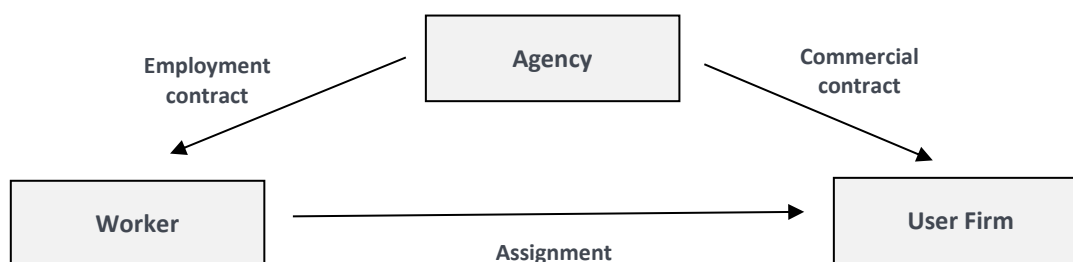 Agency
Employment
contract
Commercial
contract
Worker
User Firm
Assignment